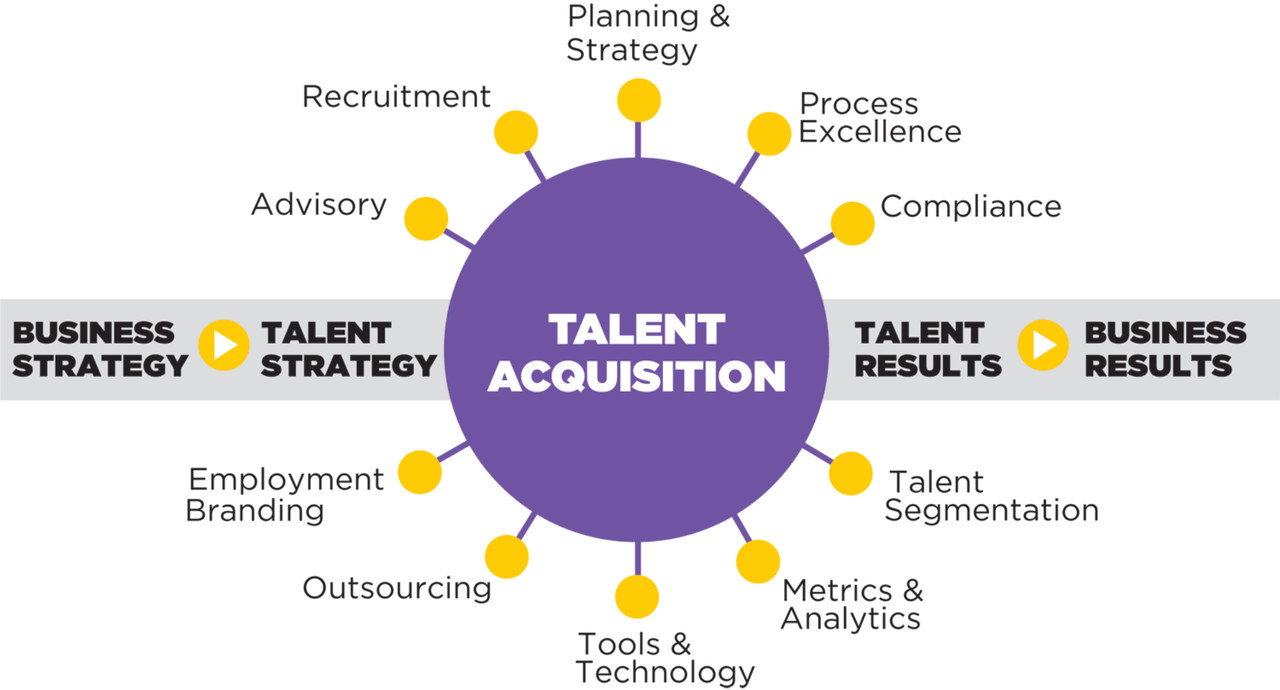 Planning &
Strategy
Recruitment
Process
Excellence
Advisory
Compliance
BUSINESS
STRATEGY
TALENT
STRATEGY
TALENT
ACQUISITION
TALENT
RESULTS
BUSINESS
RESULTS
Employment
Branding
Talent
Segmentation
Outsourcing
Metrics &
Analytics
Tools &
Technology